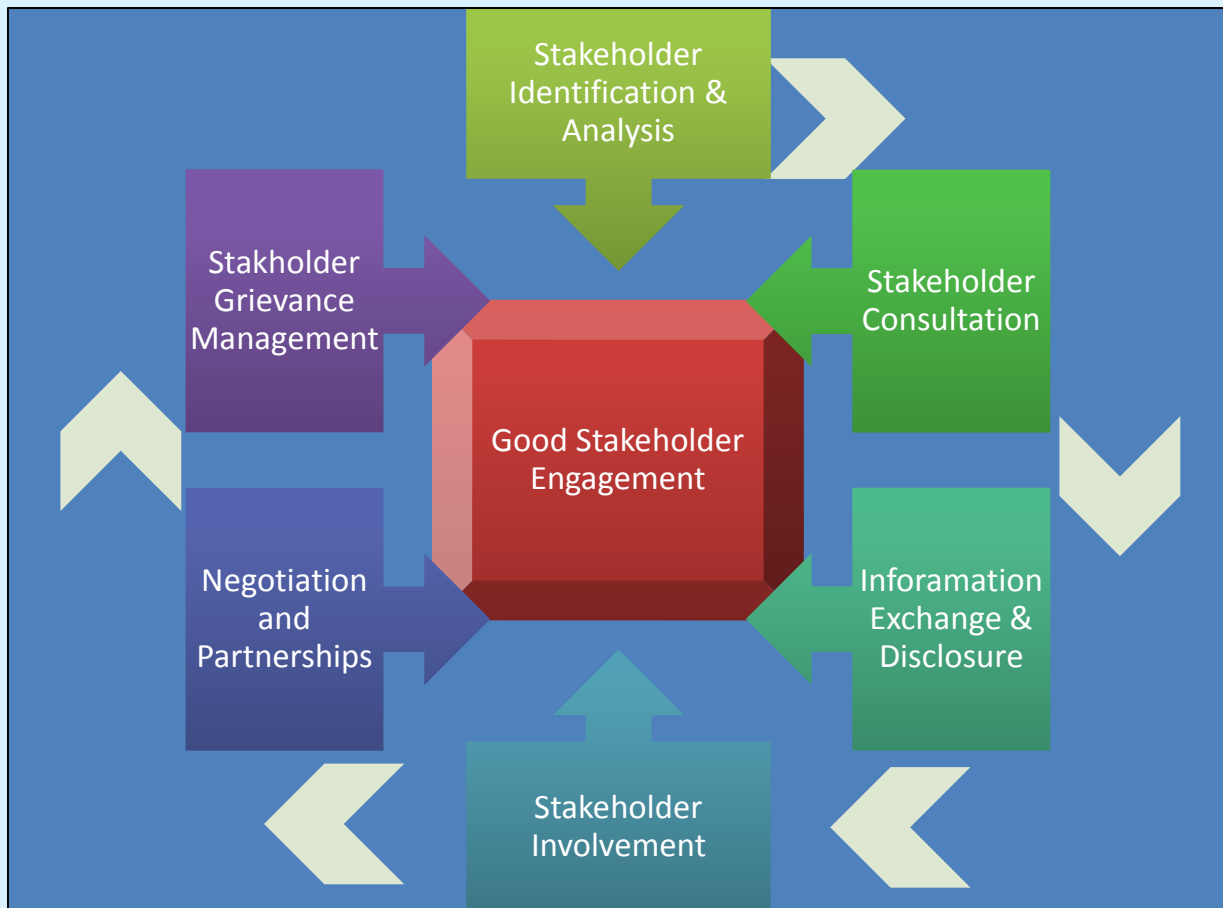 Stakeholder
Identification &
Analysis
Stakholder
Grievance
Management
Stakeholder
Consultation
Good Stakeholder
Engagement
Negotiation
and
Partnerships
Inforamation
Exchange &
Disclosure
Stakeholder
Involvement